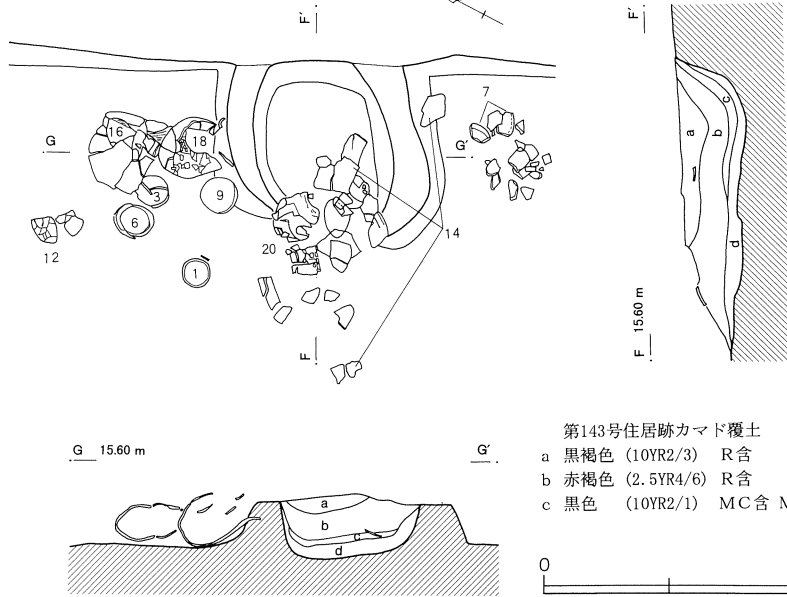 F'
F'
7
16
18
G
G'
3
9
6
14
12
20
1
a
b
c
d
F
F 15.60 m
G 15.60 m
G'
a
b
c
d
第143号住居跡カマド覆土
a 黒褐色 (10YR2/3) R含
b 赤褐色 (2.5YR4/6) R含
c 黒色 (10YR2/1) MC含 M
0